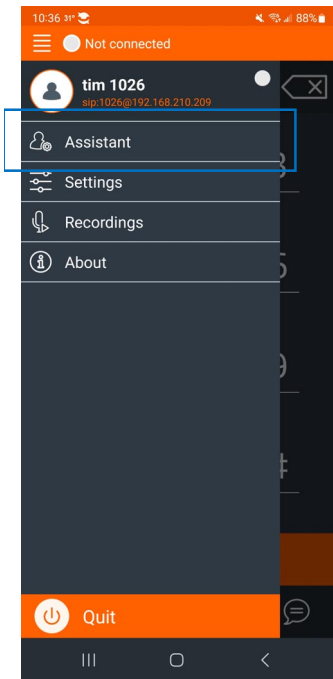 10:36 31° 88%
Not connected
tim 1026
sip:1026@192.168.210.209
Assistant
Settings
Recordings
About
Quit